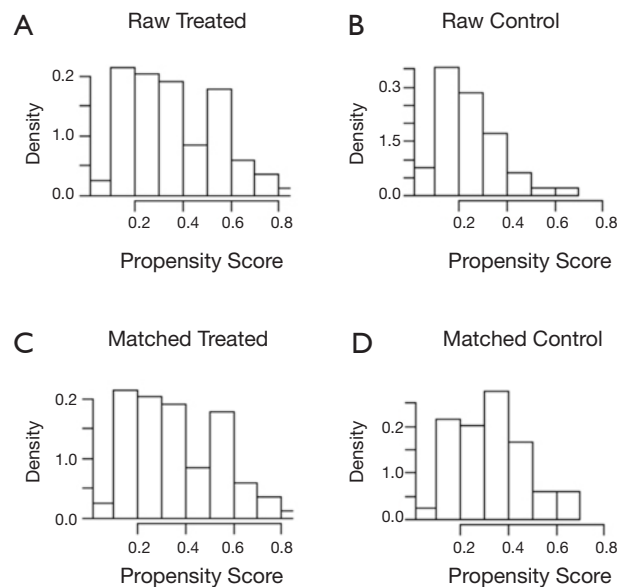 A
Raw Treated
0.2
1.0
0.0
Density
0.2 0.4 0.6 0.8
Propensity Score
B
Raw Control
0.3
1.5
0.0
Density
0.2 0.4 0.6 0.8
Propensity Score
C
Matched Treated
0.2
1.0
0.0
Density
0.2 0.4 0.6 0.8
Propensity Score
D
Matched Control
0.2
1.0
0.0
Density
0.2 0.4 0.6 0.8
Propensity Score